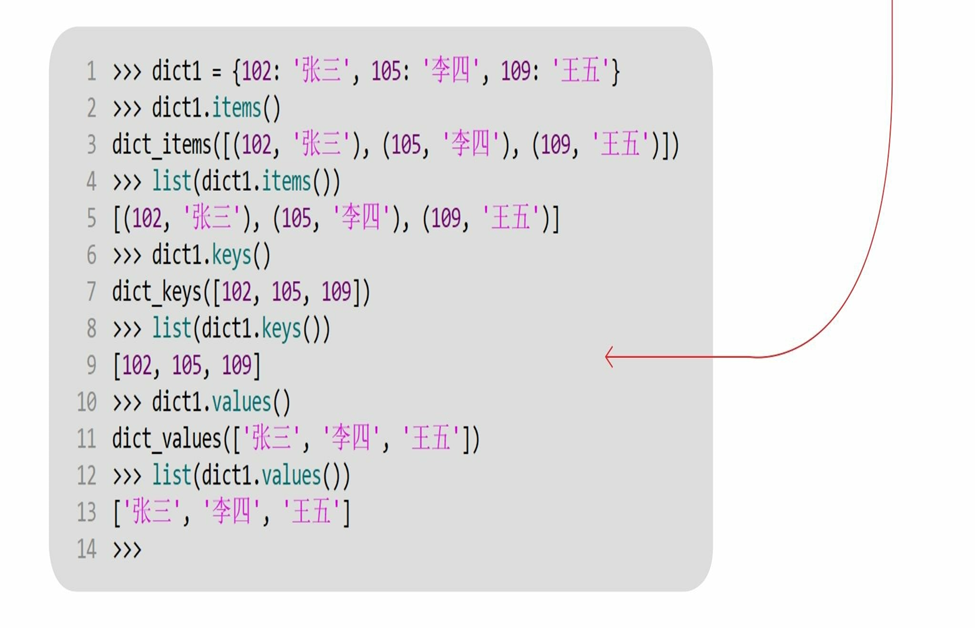 1 >>> dict1 = {102: '张三', 105: '李四', 109: '王五'}
2 >>> dict1.items()
3 dict_items([(102, '张三'), (105, '李四'), (109, '王五')])
4 >>> list(dict1.items())
5 [(102, '张三'), (105, '李四'), (109, '王五')]
6 >>> dict1.keys()
7 dict_keys([102, 105, 109])
8 >>> list(dict1.keys())
9 [102, 105, 109]
10 >>> dict1.values()
11 dict_values(['张三', '李四', '王五'])
12 >>> list(dict1.values())
13 ['张三', '李四', '王五']
14 >>>